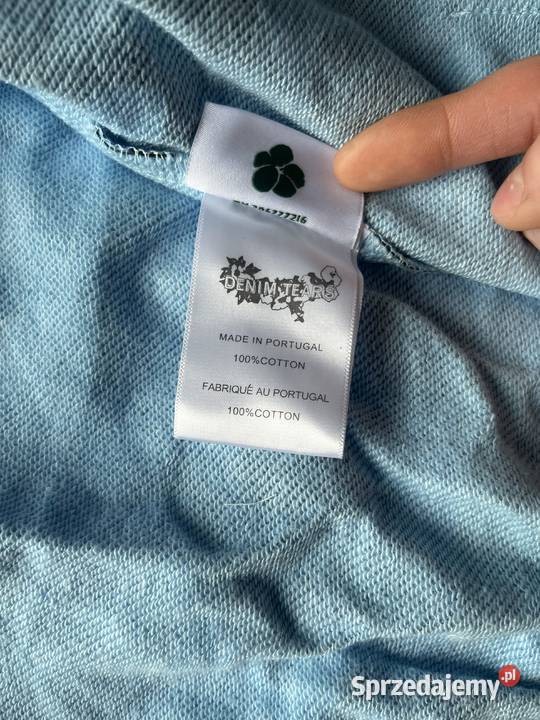 DENIM TEARS
MADE IN PORTUGAL
100%COTTON
FABRIQUÉ AU PORTUGAL
100%COTTON
Sprzedajemy.pl